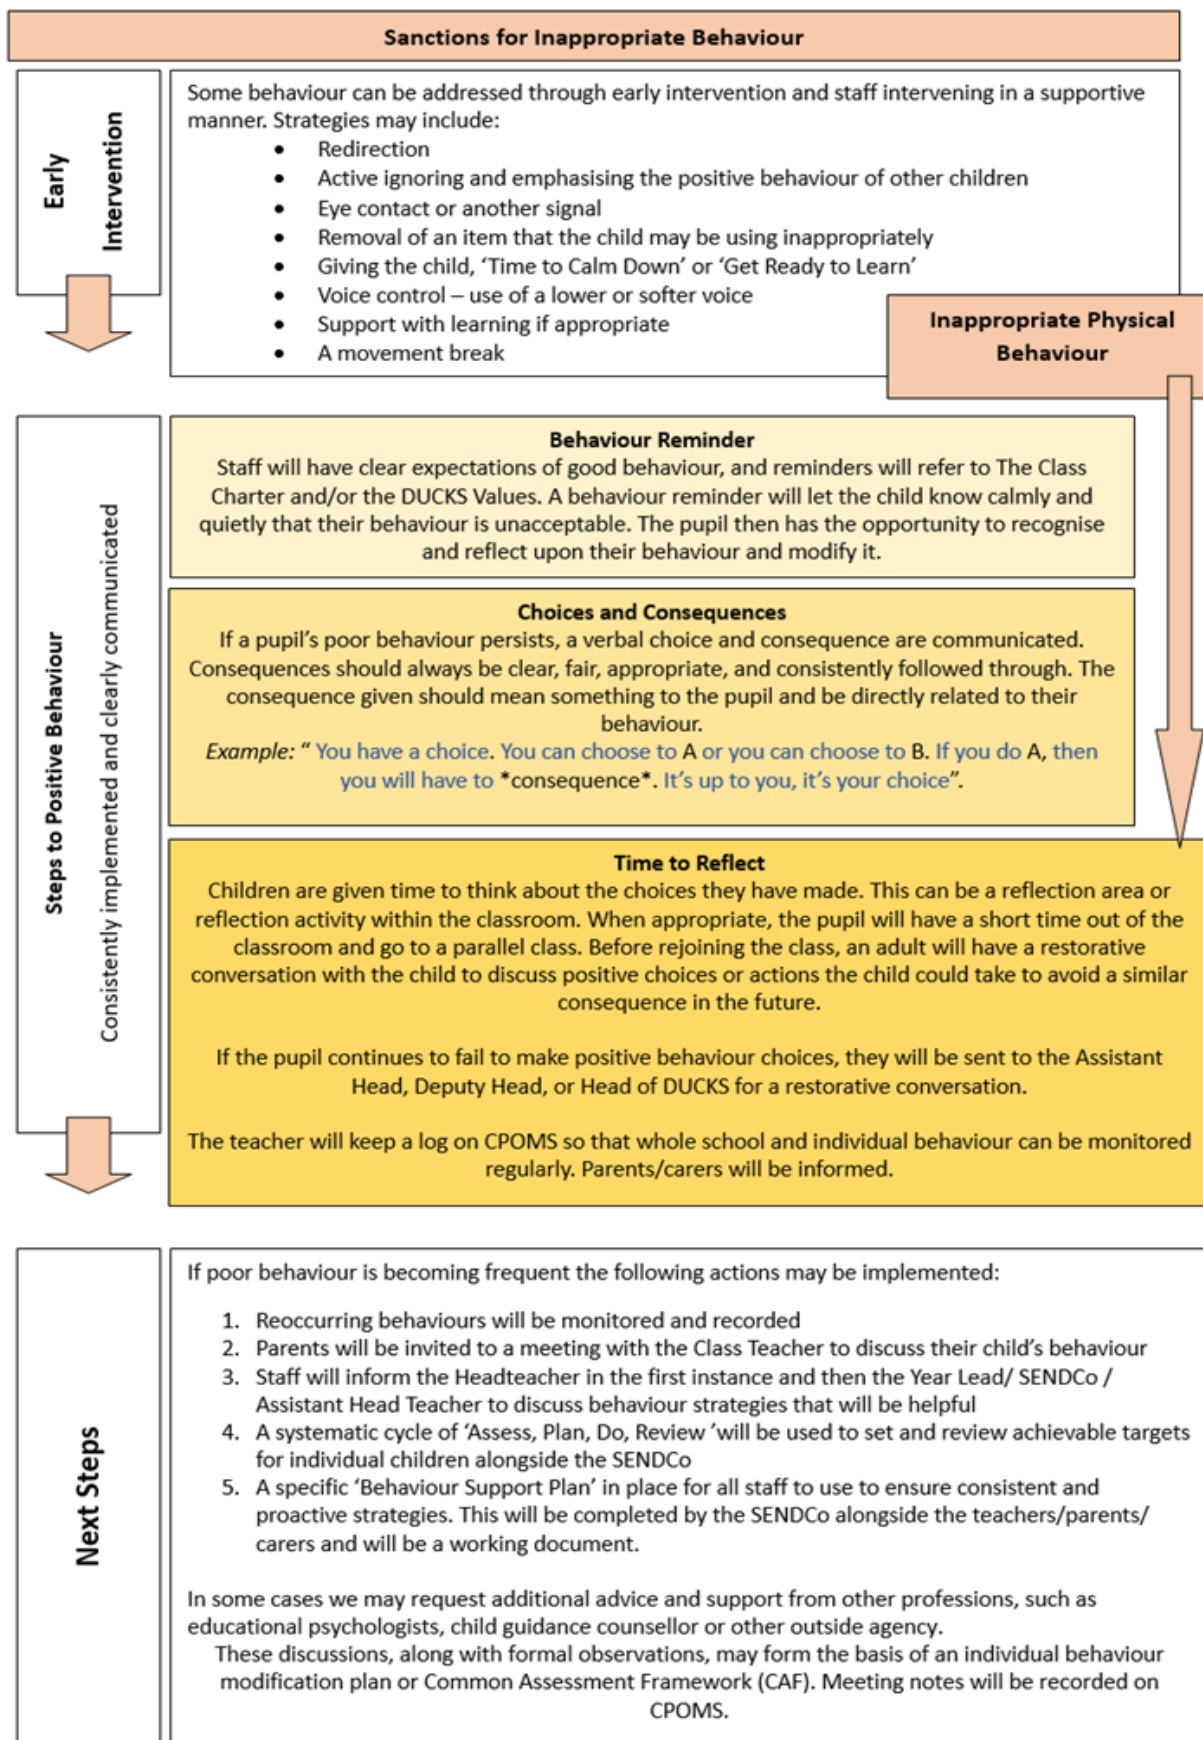 Sanctions for Inappropriate Behaviour
Early
Intervention
Some behaviour can be addressed through early intervention and staff intervening in a supportive
manner. Strategies may include:
• Redirection
• Active ignoring and emphasising the positive behaviour of other children
• Eye contact or another signal
• Removal of an item that the child may be using inappropriately
• Giving the child, ‘Time to Calm Down’ or ‘Get Ready to Learn’
• Voice control – use of a lower or softer voice
• Support with learning if appropriate
• A movement break
Inappropriate Physical
Behaviour
Steps to Positive Behaviour
Consistently implemented and clearly communicated
Behaviour Reminder
Staff will have clear expectations of good behaviour, and reminders will refer to The Class
Charter and/or the DUCKS Values. A behaviour reminder will let the child know calmly and
quietly that their behaviour is unacceptable. The pupil then has the opportunity to recognise
and reflect upon their behaviour and modify it.
Choices and Consequences
If a pupil’s poor behaviour persists, a verbal choice and consequence are communicated.
Consequences should always be clear, fair, appropriate, and consistently followed through. The
consequence given should mean something to the pupil and be directly related to their
behaviour.
Example: “ You have a choice. You can choose to A or you can choose to B. If you do A, then
you will have to *consequence*. It’s up to you, it’s your choice”.
Time to Reflect
Children are given time to think about the choices they have made. This can be a reflection area or
reflection activity within the classroom. When appropriate, the pupil will have a short time out of the
classroom and go to a parallel class. Before rejoining the class, an adult will have a restorative
conversation with the child to discuss positive choices or actions the child could take to avoid a similar
consequence in the future.
If the pupil continues to fail to make positive behaviour choices, they will be sent to the Assistant
Head, Deputy Head, or Head of DUCKS for a restorative conversation.
The teacher will keep a log on CPOMS so that whole school and individual behaviour can be monitored
regularly. Parents/carers will be informed.
Next Steps
If poor behaviour is becoming frequent the following actions may be implemented:
1. Reoccurring behaviours will be monitored and recorded
2. Parents will be invited to a meeting with the Class Teacher to discuss their child’s behaviour
3. Staff will inform the Headteacher in the first instance and then the Year Lead/ SENDCo /
Assistant Head Teacher to discuss behaviour strategies that will be helpful
4. A systematic cycle of ‘Assess, Plan, Do, Review ’will be used to set and review achievable targets
for individual children alongside the SENDCo
5. A specific ‘Behaviour Support Plan’ in place for all staff to use to ensure consistent and
proactive strategies. This will be completed by the SENDCo alongside the teachers/parents/
carers and will be a working document.
In some cases we may request additional advice and support from other professions, such as
educational psychologists, child guidance counsellor or other outside agency.
These discussions, along with formal observations, may form the basis of an individual behaviour
modification plan or Common Assessment Framework (CAF). Meeting notes will be recorded on
CPOMS.